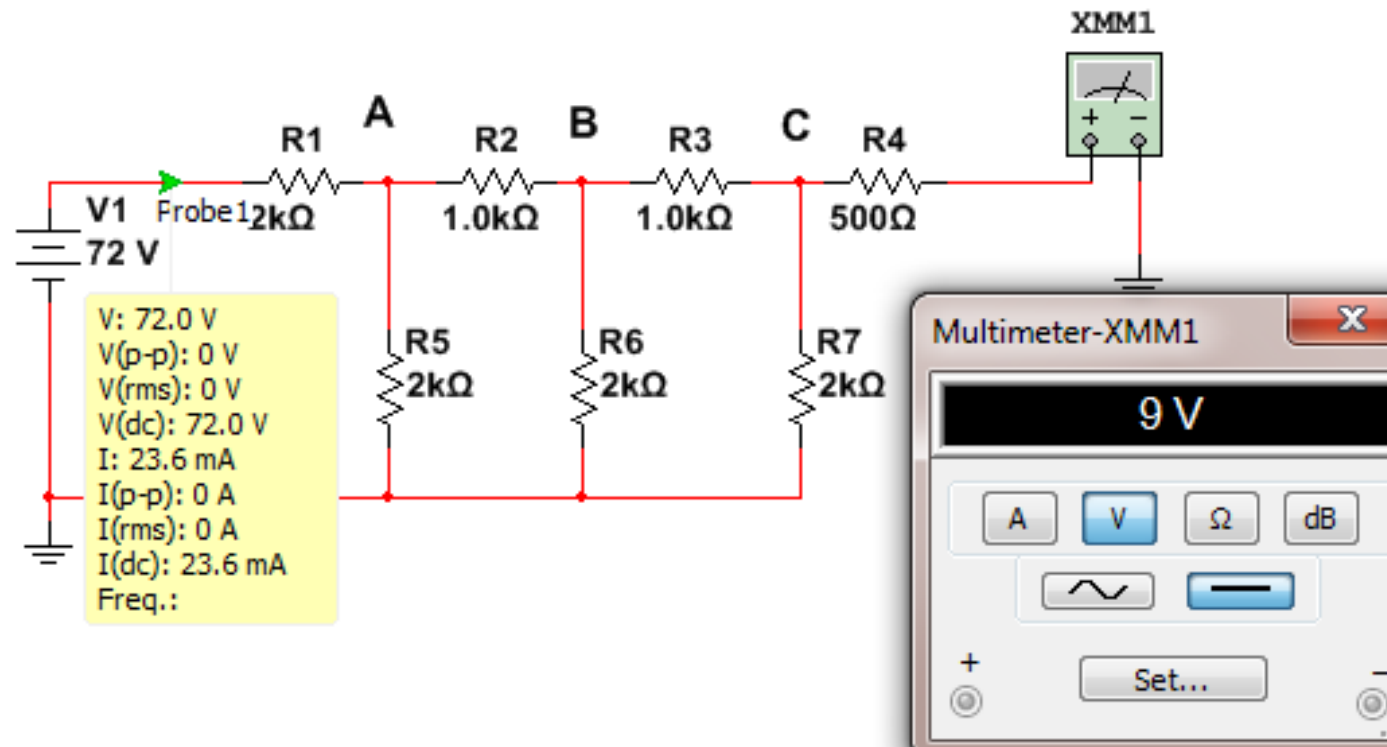 XMM1
+ −
A
B
C
R1
R2
R3
R4
V1
72 V
Probe1
2kΩ
1.0kΩ
1.0kΩ
500Ω
R5
2kΩ
R6
2kΩ
R7
2kΩ
V: 72.0 V
V(p-p): 0 V
V(rms): 0 V
V(dc): 72.0 V
I: 23.6 mA
I(p-p): 0 A
I(rms): 0 A
I(dc): 23.6 mA
Freq.:
Multimeter-XMM1
9 V
A V Ω dB
+ −
Set...